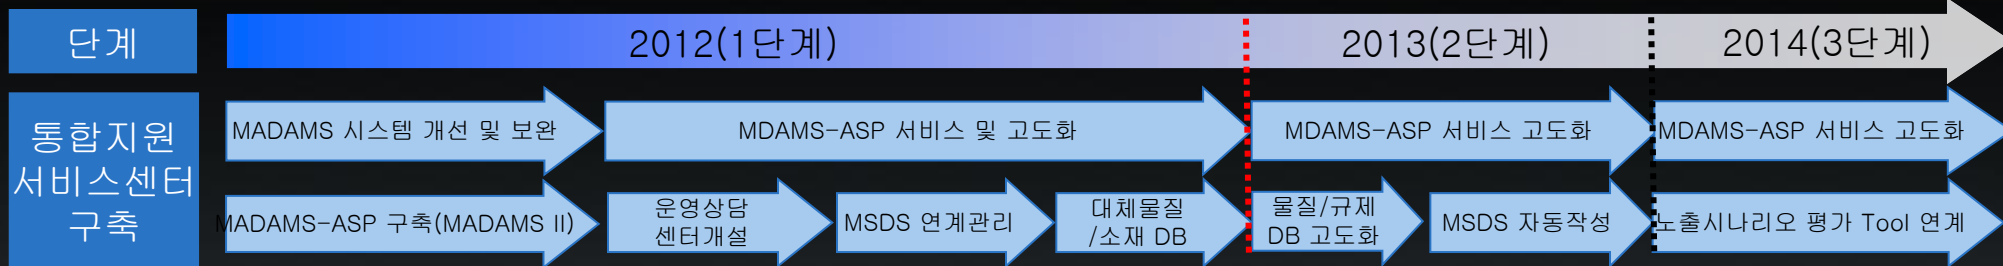 단계
2012(1단계)
2013(2단계)
2014(3단계)
통합지원
서비스센터
구축
MADAMS 시스템 개선 및 보완
MDAMS-ASP 서비스 및 고도화
MDAMS-ASP 서비스 고도화
MDAMS-ASP 서비스 고도화
MADAMS-ASP 구축(MADAMS II)
운영상담
센터개설
MSDS 연계관리
대체물질
/소재 DB
물질/규제
DB 고도화
MSDS 자동작성
노출시나리오 평가 Tool 연계